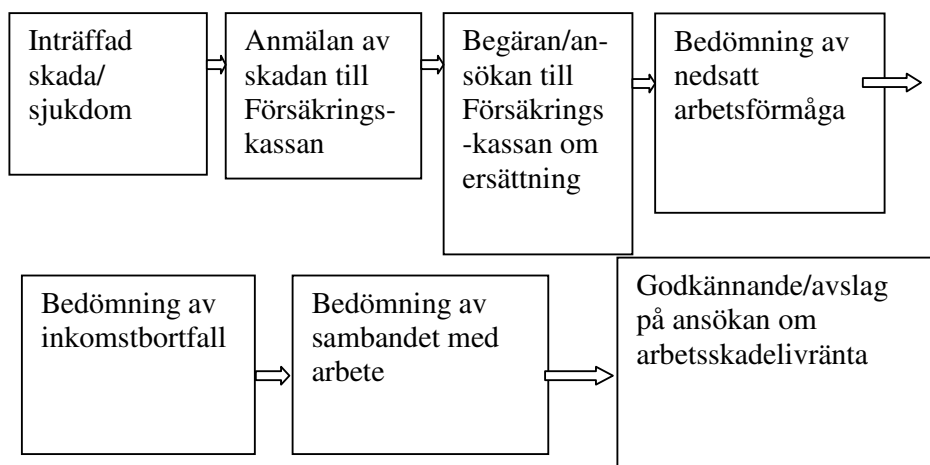 Inträffad
skada/
sjukdom
Anmälan av
skadan till
Försäkrings-
kassan
Begäran/an-
sökan till
Försäkrings
-kassan om
ersättning
Bedömning av
nedsatt
arbetsförmåga
Bedömning av
inkomstbortfall
Bedömning av
sambandet med
arbete
Godkännande/avslag
på ansökan om
arbetsskadelivränta